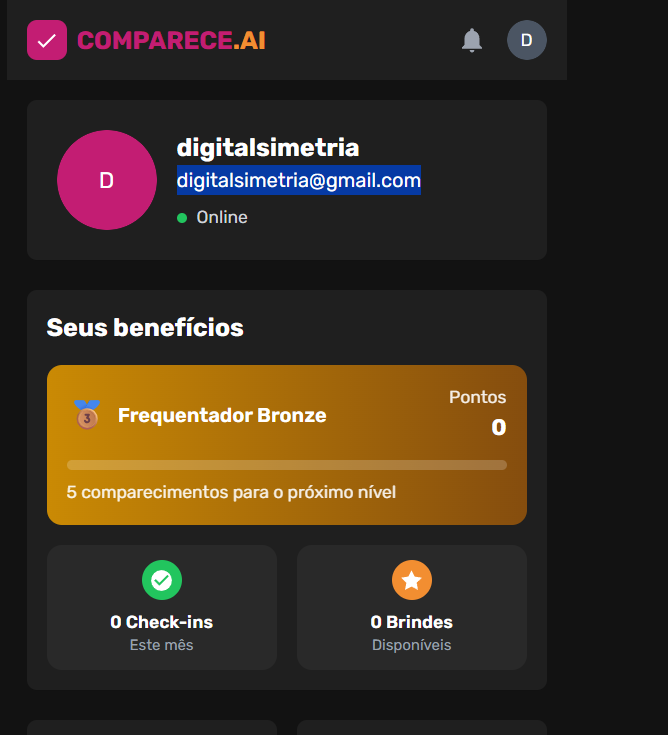 COMPARECE.AI
D
D
digitalsimetria
digitalsimetria@gmail.com
Online
Seus benefícios
3
Frequentador Bronze
Pontos
0
5 comparecimentos para o próximo nível
0 Check-ins
Este mês
0 Brindes
Disponíveis